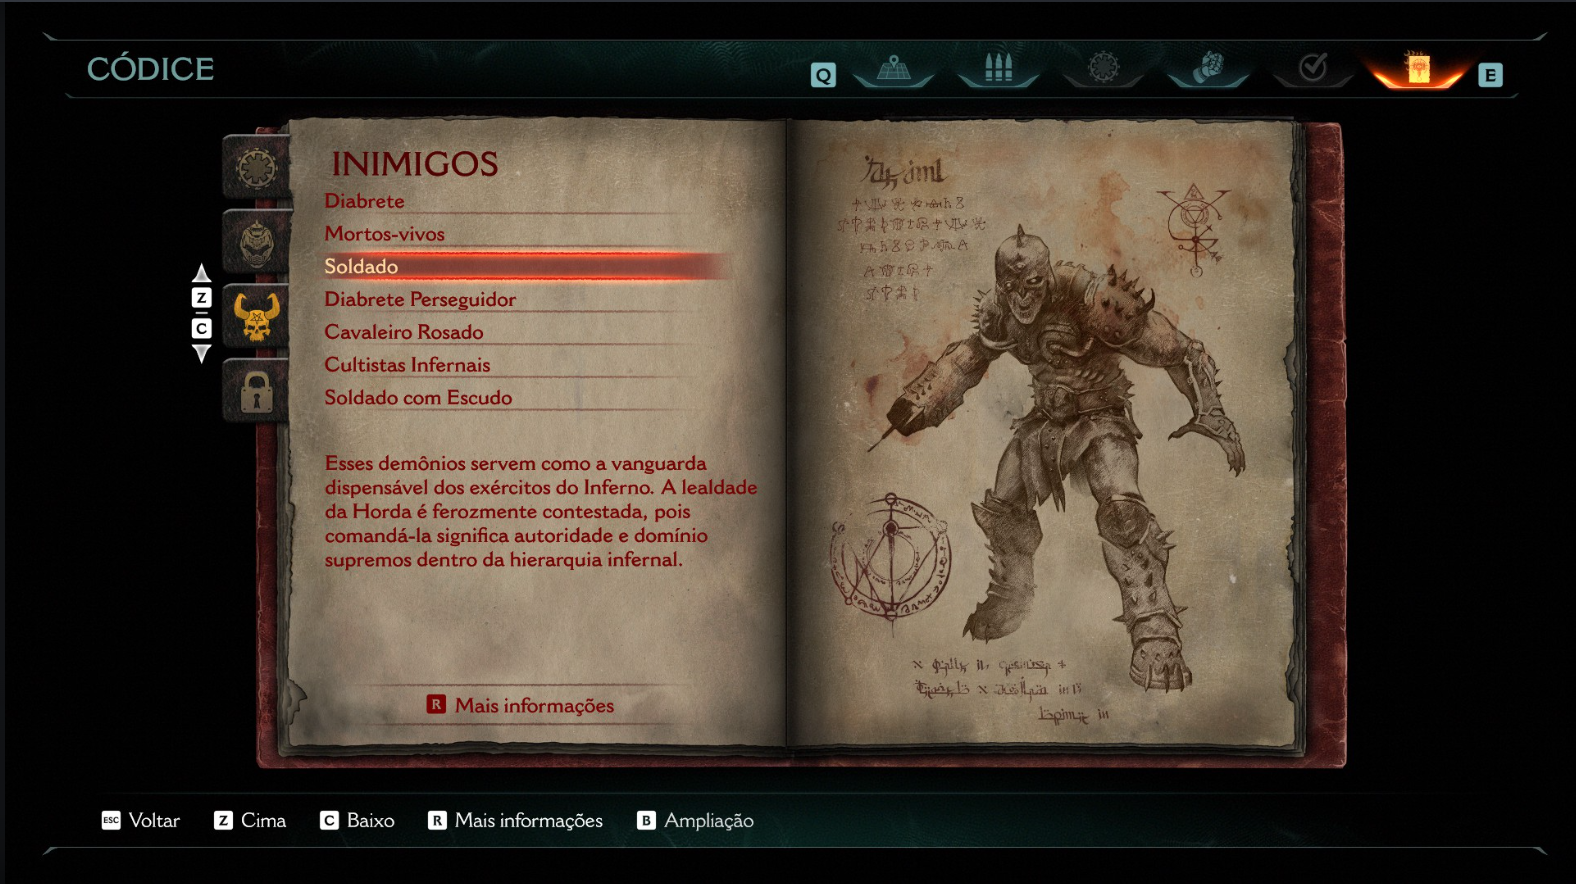 CÓDICE
Q
E
INIMIGOS
Diabrete
Mortos-vivos
Soldado
Diabrete Perseguidor
Cavaleiro Rosado
Cultistas Infernais
Soldado com Escudo
Z
C
Esses demônios servem como a vanguarda
dispensável dos exércitos do Inferno. A lealdade
da Horda é ferozmente contestada, pois
comandá-la significa autoridade e domínio
supremos dentro da hierarquia infernal.
R Mais informações
ESC Voltar Z Cima C Baixo R Mais informações B Ampliação